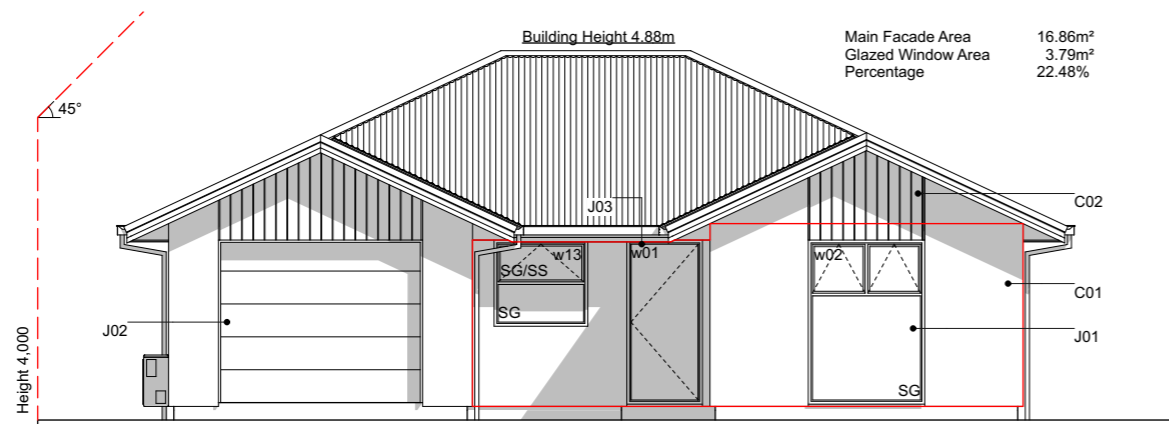 Building Height 4.88m
Main Facade Area 16.86m²
Glazed Window Area 3.79m²
Percentage 22.48%
45°
J03
C02
w13
w01
w02
SG/SS
SG
C01
J02
J01
Height 4,000
SG